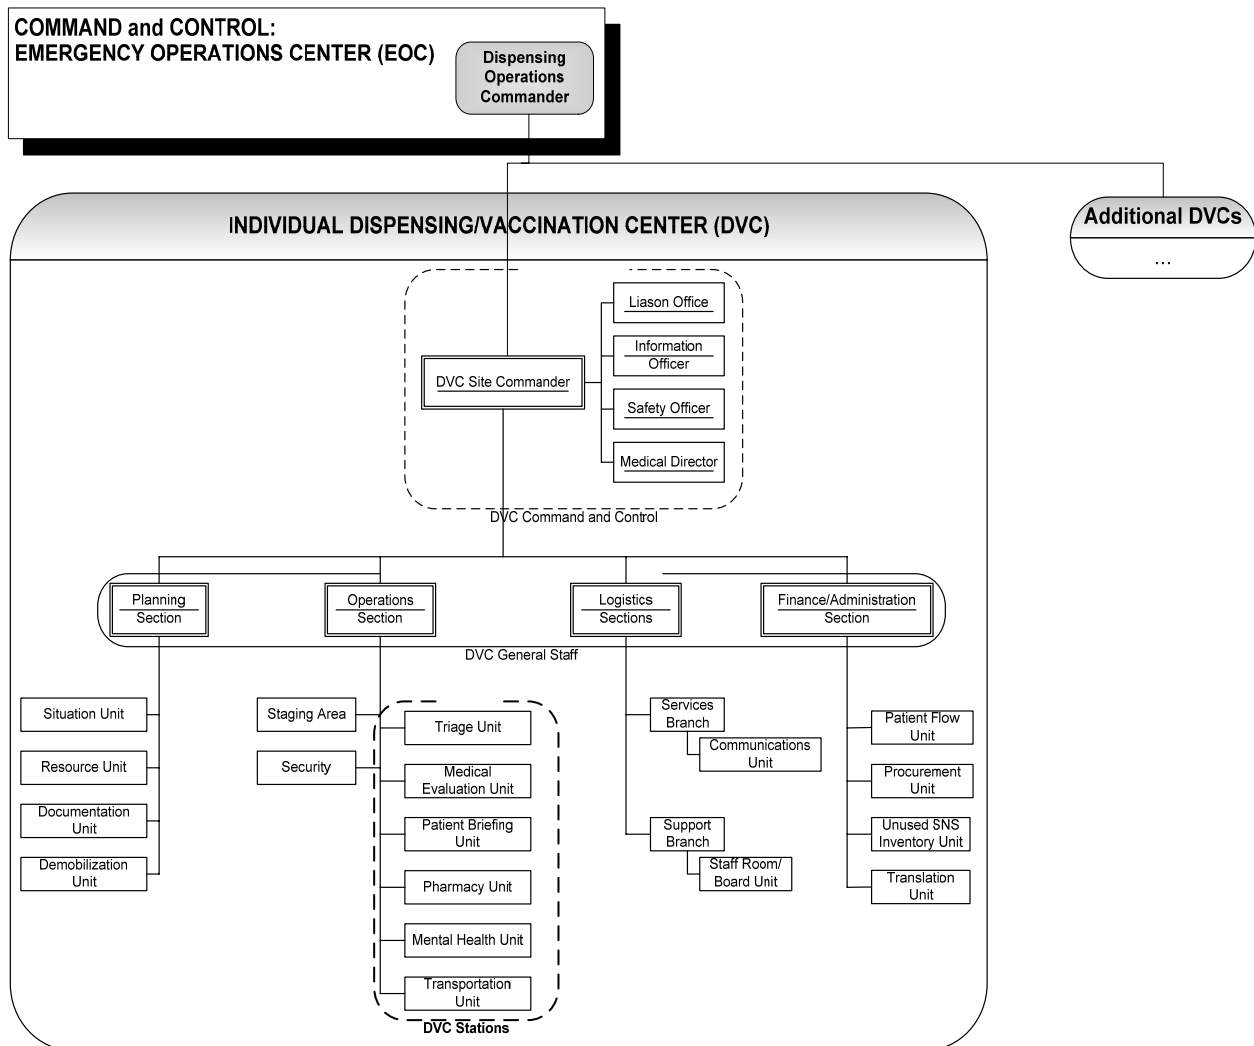 COMMAND and CONTROL:
EMERGENCY OPERATIONS CENTER (EOC)
Dispensing
Operations
Commander
INDIVIDUAL DISPENSING/VACCINATION CENTER (DVC)
Additional DVCs
...
Liason Office
Information
Officer
DVC Site Commander
Safety Officer
Medical Director
DVC Command and Control
Planning
Section
Operations
Section
Logistics
Sections
Finance/Administration
Section
DVC General Staff
Situation Unit
Resource Unit
Documentation
Unit
Demobilization
Unit
Staging Area
Security
Triage Unit
Medical
Evaluation Unit
Patient Briefing
Unit
Pharmacy Unit
Mental Health Unit
Transportation
Unit
DVC Stations
Services
Branch
Communications
Unit
Support
Branch
Staff Room/
Board Unit
Patient Flow
Unit
Procurement
Unit
Unused SNS
Inventory Unit
Translation
Unit